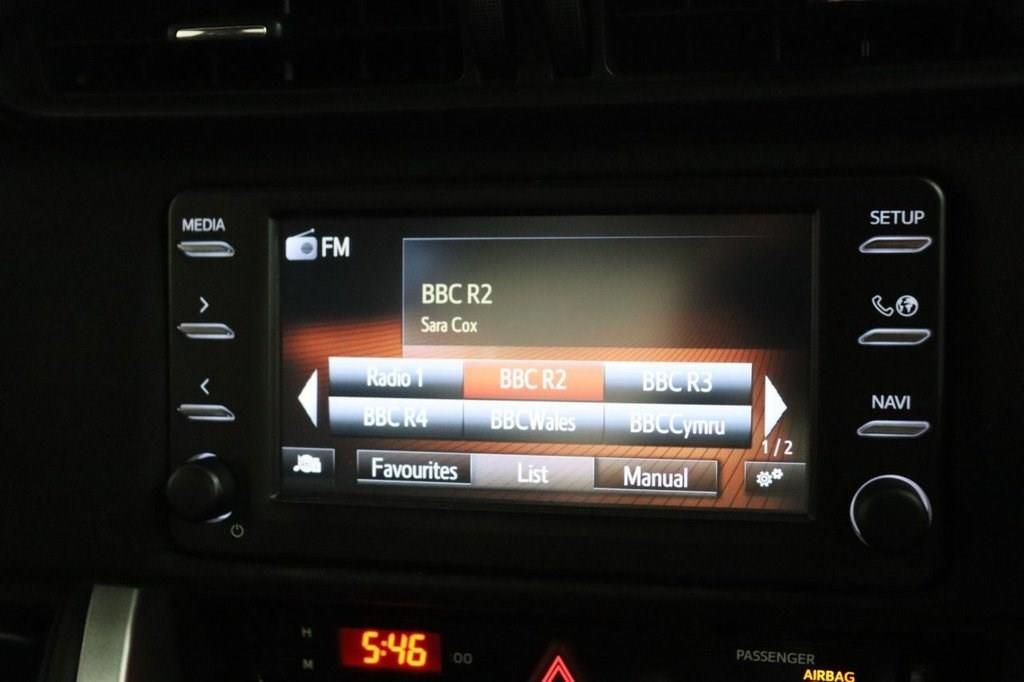 MEDIA
SETUP
FM
BBC R2
Sara Cox
Radio 1
BBC R2
BBC R3
BBC R4
BBCWales
BBCCymru
NAVI
1/2
Favourites
List
Manual
H
M
5:46
00
PASSENGER
AIRBAG